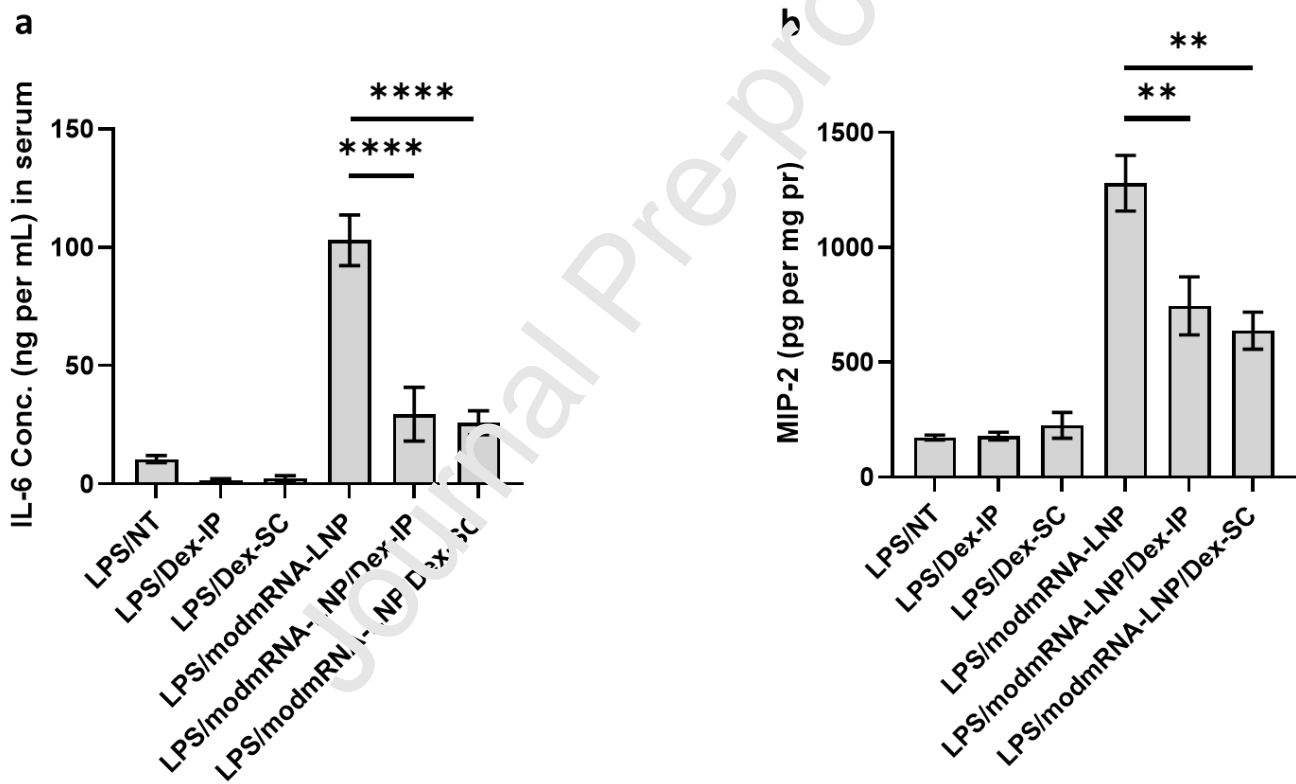 a
b
IL-6 Conc. (ng per mL) in serum
150
100
50
0
****
****
LPS/NT
LPS/Dex-IP
LPS/Dex-SC
LPS/modmRNA-LNP
LPS/modmRNA-LNP/Dex-IP
LPS/modmRNA-LNP/Dex-SC
MIP-2 (pg per mg pr)
1500
1000
500
0
**
**
LPS/NT
LPS/Dex-IP
LPS/Dex-SC
LPS/modmRNA-LNP
LPS/modmRNA-LNP/Dex-IP
LPS/modmRNA-LNP/Dex-SC
Journal Pre-pro